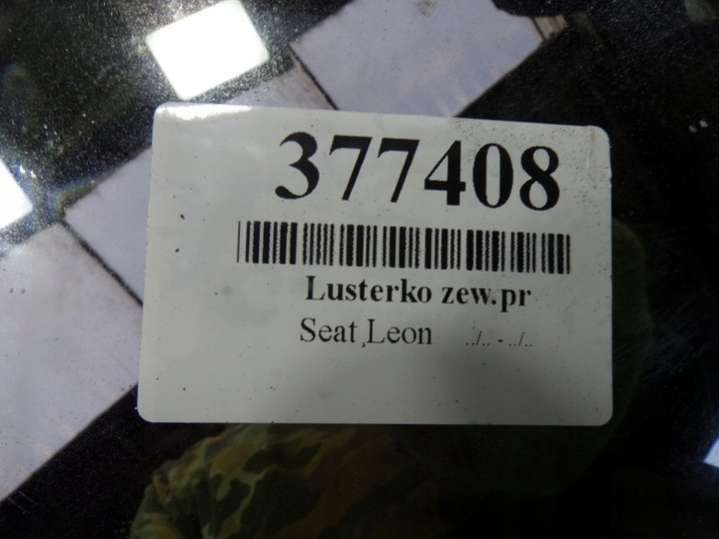 377408
Lusterko zew.pr
Seat,Leon ../.. - ../..